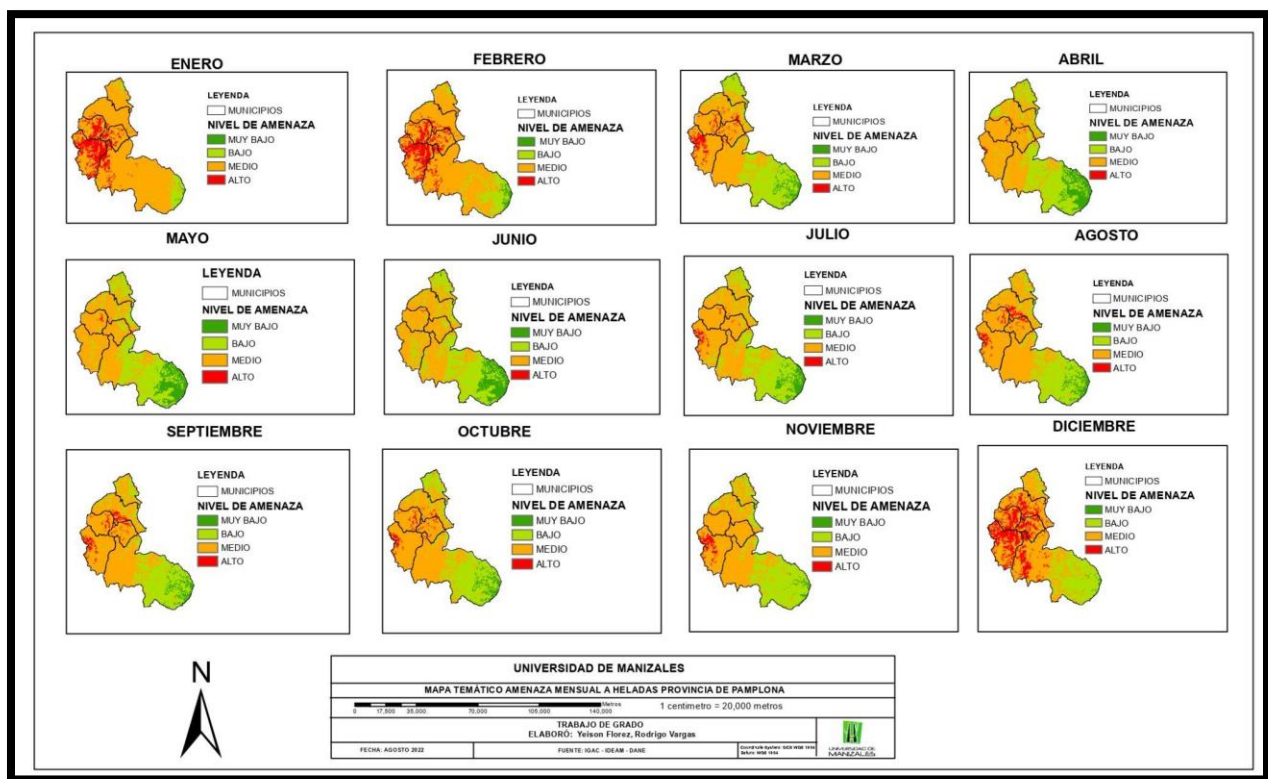 ENERO
LEYENDA
MUNICIPIOS
NIVEL DE AMENAZA
MUY BAJO
BAJO
MEDIO
ALTO
FEBRERO
LEYENDA
MUNICIPIOS
NIVEL DE AMENAZA
MUY BAJO
BAJO
MEDIO
ALTO
MARZO
LEYENDA
MUNICIPIOS
NIVEL DE AMENAZA
MUY BAJO
BAJO
MEDIO
ALTO
ABRIL
LEYENDA
MUNICIPIOS
NIVEL DE AMENAZA
MUY BAJO
BAJO
MEDIO
ALTO
MAYO
LEYENDA
MUNICIPIOS
NIVEL DE AMENAZA
MUY BAJO
BAJO
MEDIO
ALTO
JUNIO
LEYENDA
MUNICIPIOS
NIVEL DE AMENAZA
MUY BAJO
BAJO
MEDIO
ALTO
JULIO
LEYENDA
MUNICIPIOS
NIVEL DE AMENAZA
MUY BAJO
BAJO
MEDIO
ALTO
AGOSTO
LEYENDA
MUNICIPIOS
NIVEL DE AMENAZA
MUY BAJO
BAJO
MEDIO
ALTO
SEPTIEMBRE
LEYENDA
MUNICIPIOS
NIVEL DE AMENAZA
MUY BAJO
BAJO
MEDIO
ALTO
OCTUBRE
LEYENDA
MUNICIPIOS
NIVEL DE AMENAZA
MUY BAJO
BAJO
MEDIO
ALTO
NOVIEMBRE
LEYENDA
MUNICIPIOS
NIVEL DE AMENAZA
MUY BAJO
BAJO
MEDIO
ALTO
DICIEMBRE
LEYENDA
MUNICIPIOS
NIVEL DE AMENAZA
MUY BAJO
BAJO
MEDIO
ALTO
N
UNIVERSIDAD DE MANIZALES
MAPA TEMÁTICO AMENAZA MENSUAL A HELADAS PROVINCIA DE PAMPLONA
Metros
0 17,500 35,000 70,000 105,000 140,000
1 centimetro = 20,000 metros
TRABAJO DE GRADO
ELABORÓ: Yeison Florez, Rodrigo Vargas
FECHA: AGOSTO 2022
FUENTE: IGAC - IDEAM - DANE
Coordinate System: GCS WGS 1984
Datum: WGS 1984
UNIVERSIDAD DE
MANIZALES